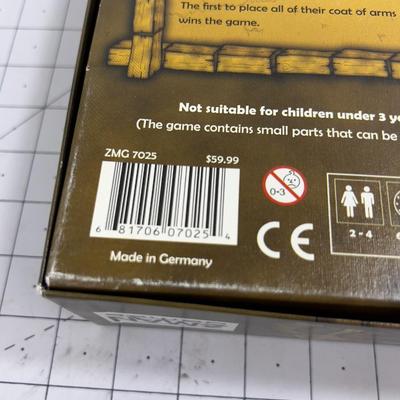 The first to place all of their coat of arms
wins the game.
Not suitable for children under 3
(The game contains small parts that can be
ZMG 7025 $59.99
0-3
6 81706 07025 4
CE
2 - 4
Made in Germany